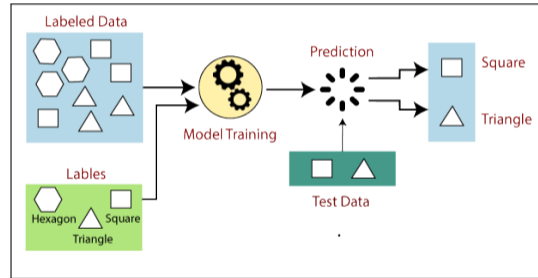 Labeled Data
Prediction
Square
Model Training
Triangle
Lables
Hexagon
Square
Triangle
Test Data